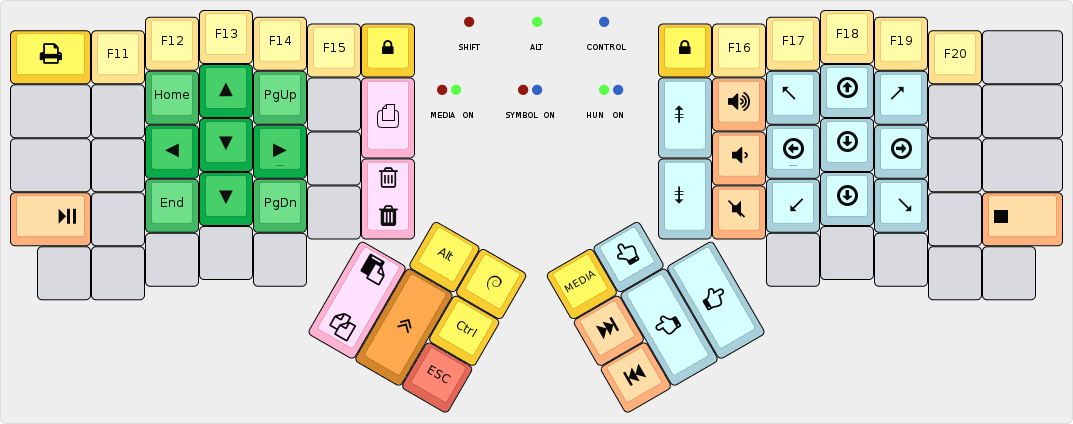 F11 F12 F13 F14 F15
SHIFT ALT CONTROL
F16 F17 F18 F19 F20
Home PgUp
MEDIA ON SYMBOL ON HUN ON
End PgDn
Alt
Ctrl
ESC
MEDIA